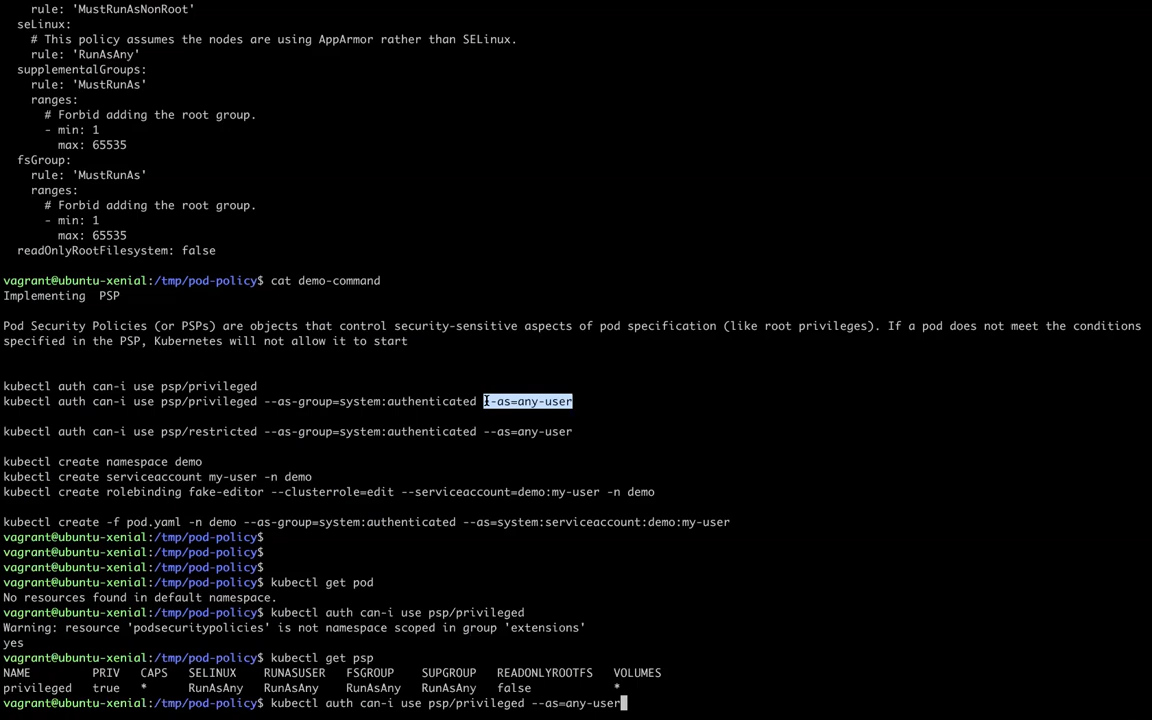 rule: 'MustRunAsNonRoot'
seLinux:
# This policy assumes the nodes are using AppArmor rather than SELinux.
rule: 'RunAsAny'
supplementalGroups:
rule: 'MustRunAs'
ranges:
# Forbid adding the root group.
- min: 1
max: 65535
fsGroup:
rule: 'MustRunAs'
ranges:
# Forbid adding the root group.
- min: 1
max: 65535
readOnlyRootFilesystem: false
vagrant@ubuntu-xenial:/tmp/pod-policy$ cat demo-command
Implementing  PSP
Pod Security Policies (or PSPs) are objects that control security-sensitive aspects of pod specification (like root privileges). If a pod does not meet the conditions
specified in the PSP, Kubernetes will not allow it to start
kubectl auth can-i use psp/privileged
kubectl auth can-i use psp/privileged --as-group=system:authenticated --as=any-user
kubectl auth can-i use psp/restricted --as-group=system:authenticated --as=any-user
kubectl create namespace demo
kubectl create serviceaccount my-user -n demo
kubectl create rolebinding fake-editor --clusterrole=edit --serviceaccount=demo:my-user -n demo
kubectl create -f pod.yaml -n demo --as-group=system:authenticated --as=system:serviceaccount:demo:my-user
vagrant@ubuntu-xenial:/tmp/pod-policy$
vagrant@ubuntu-xenial:/tmp/pod-policy$
vagrant@ubuntu-xenial:/tmp/pod-policy$
vagrant@ubuntu-xenial:/tmp/pod-policy$ kubectl get pod
No resources found in default namespace.
vagrant@ubuntu-xenial:/tmp/pod-policy$ kubectl auth can-i use psp/privileged
Warning: resource 'podsecuritypolicies' is not namespace scoped in group 'extensions'
yes
vagrant@ubuntu-xenial:/tmp/pod-policy$ kubectl get psp
NAME PRIV CAPS SELINUX RUNASUSER FSGROUP SUPGROUP READONLYROOTFS VOLUMES
privileged true * RunAsAny RunAsAny RunAsAny RunAsAny false *
vagrant@ubuntu-xenial:/tmp/pod-policy$ kubectl auth can-i use psp/privileged --as=any-user